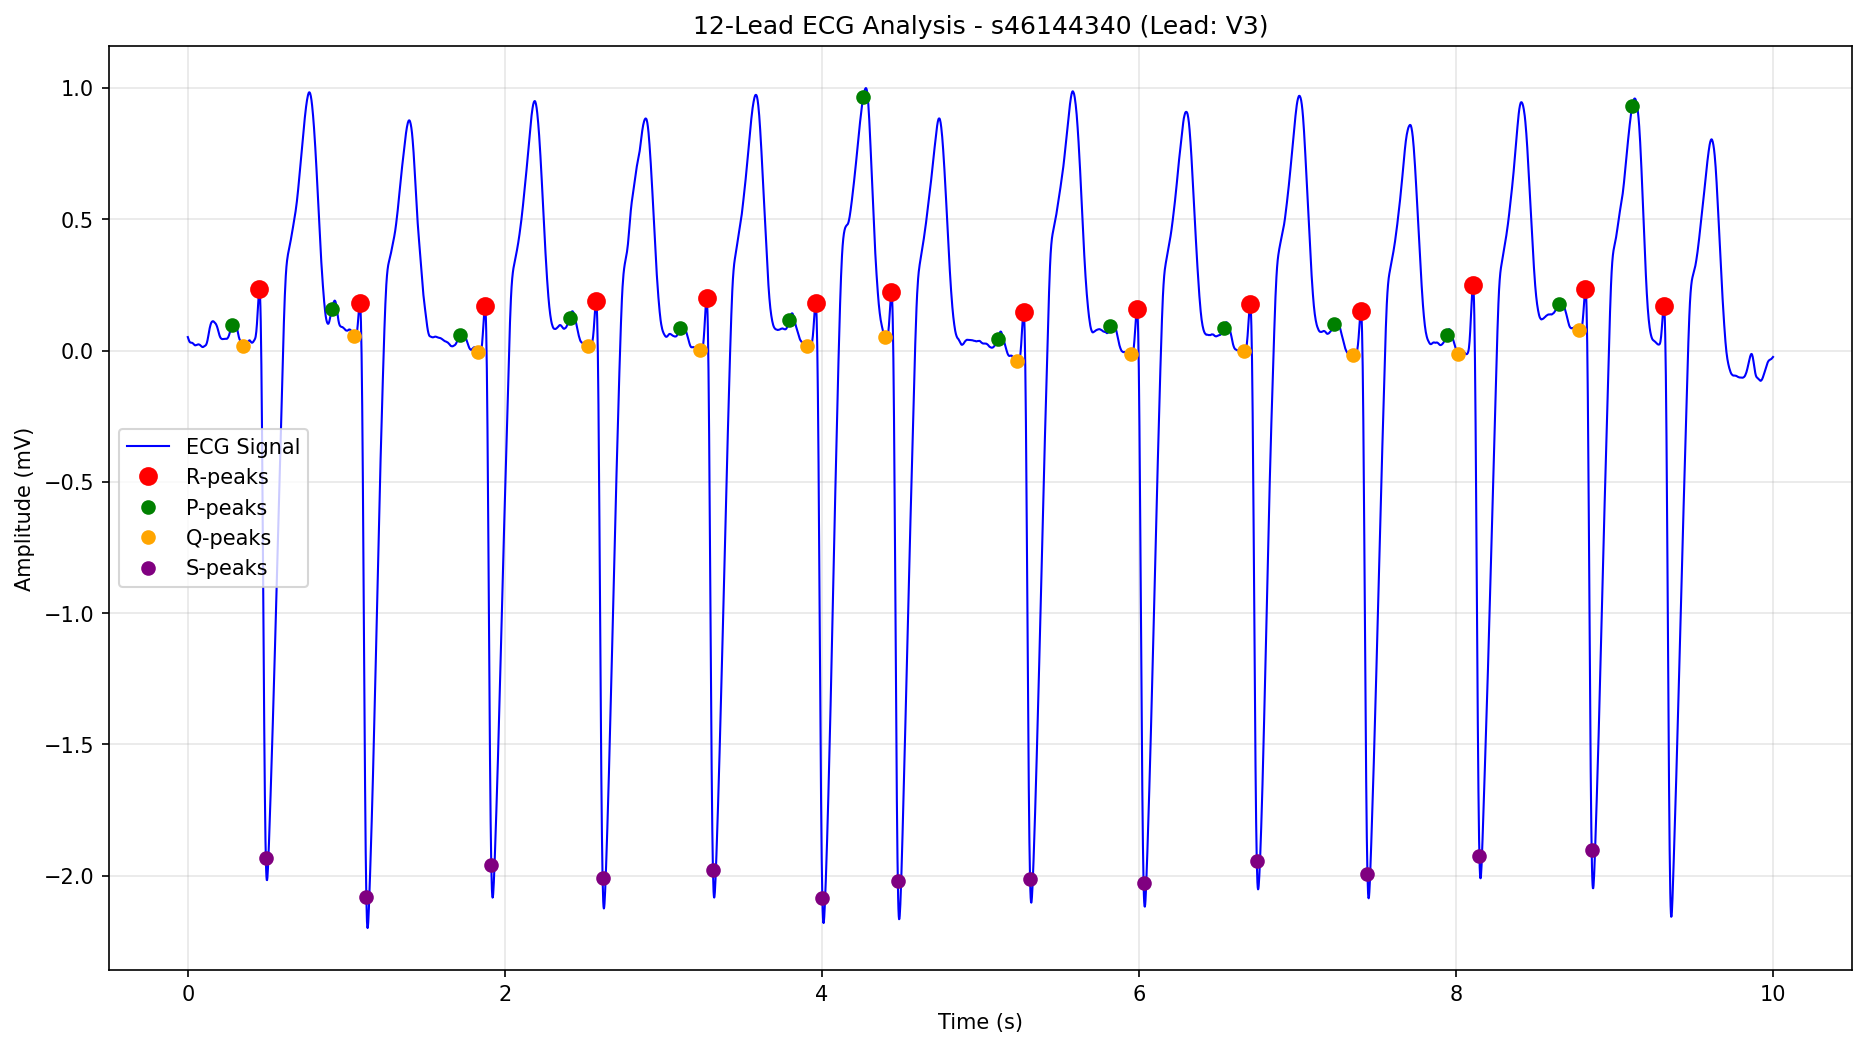 12-Lead ECG Analysis - s46144340 (Lead: V3)
1.0
0.5
0.0
−0.5
−1.0
−1.5
−2.0
Amplitude (mV)
ECG Signal
R-peaks
P-peaks
Q-peaks
S-peaks
0
2
4
6
8
10
Time (s)